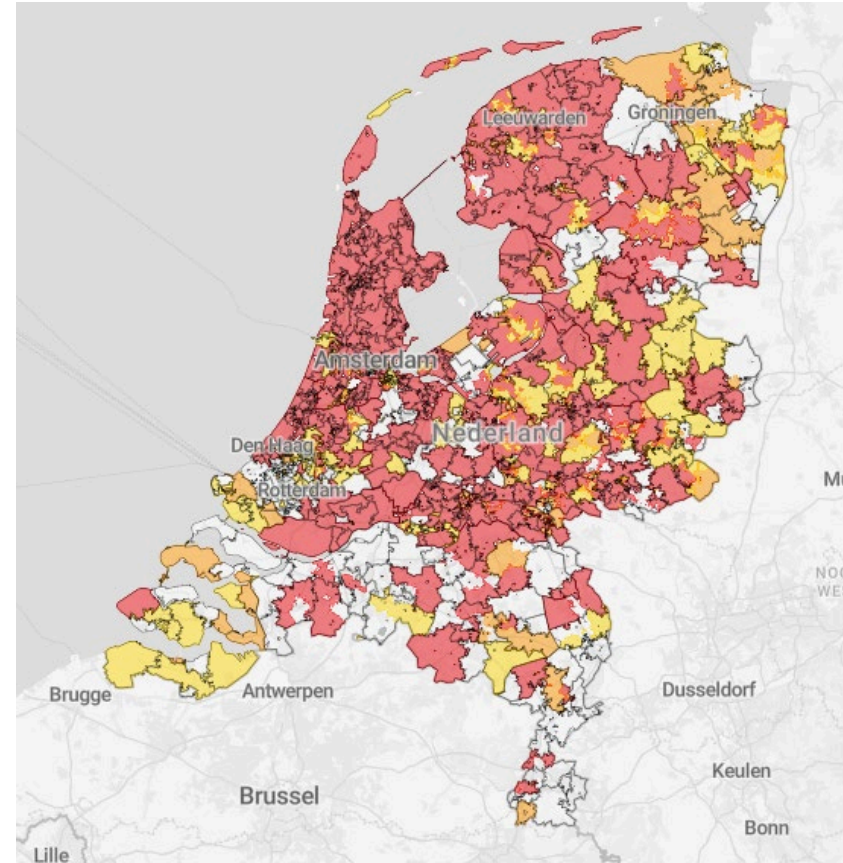 Leeuwarden
Groningen
Amsterdam
Nederland
Den Haag
Rotterdam
Brugge
Antwerpen
Dusseldorf
Brussel
Keulen
Bonn
Lille